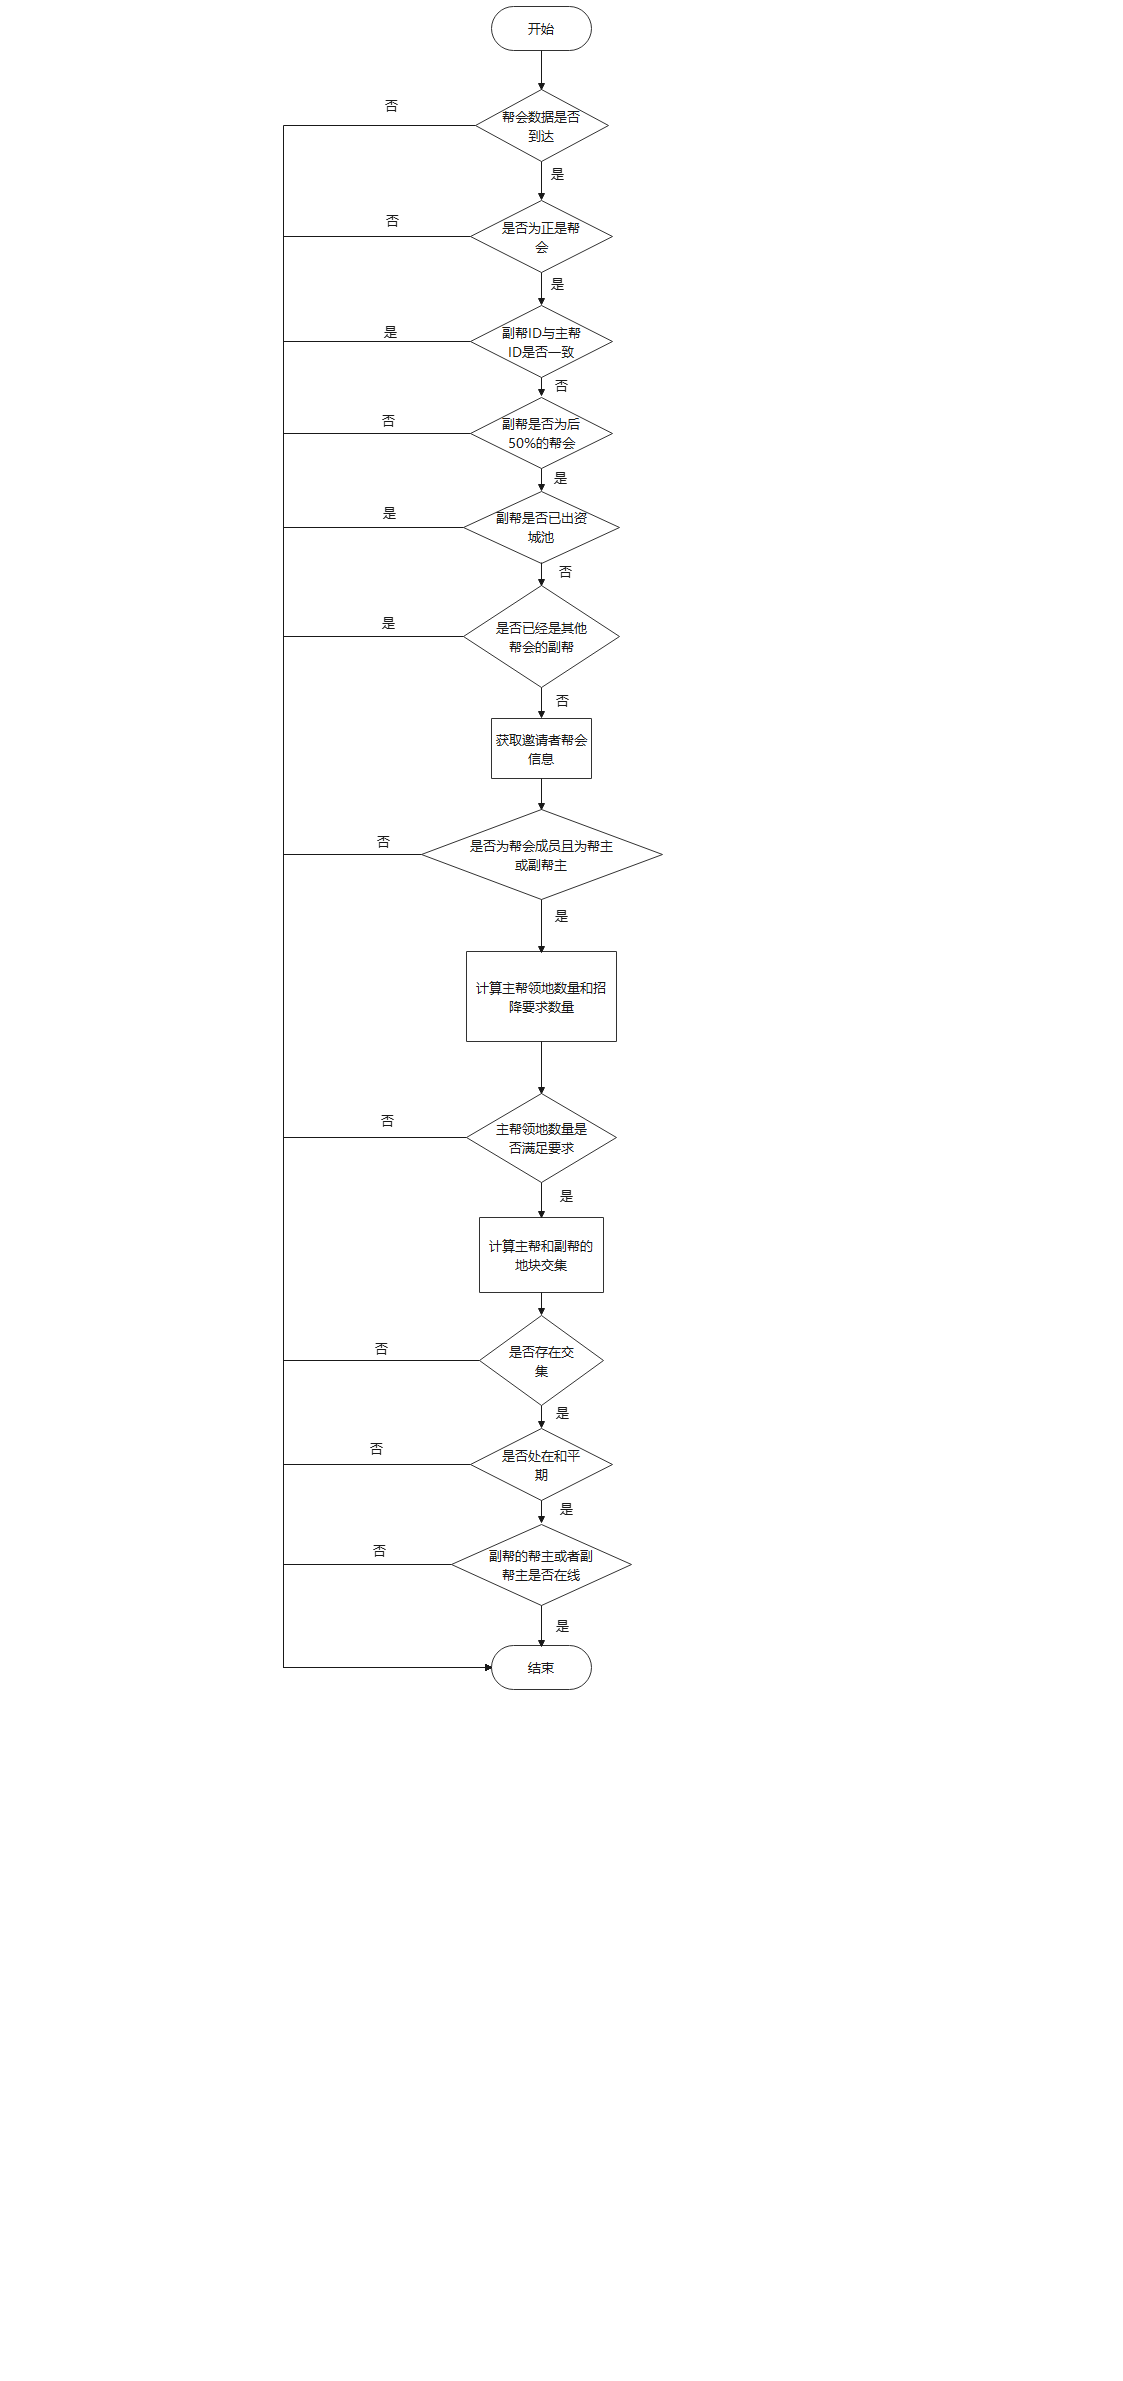 开始
否
帮会数据是否
到达
是
否
是否为正是帮
会
是
是
副帮ID与主帮
ID是否一致
否
否
副帮是否为后
50%的帮会
是
是
副帮是否已出资
城池
否
是
是否已经是其他
帮会的副帮
否
获取邀请者帮会
信息
否
是否为帮会成员且为帮主
或副帮主
是
计算主帮领地数量和招
降要求数量
否
主帮领地数量是
否满足要求
是
计算主帮和副帮的
地块交集
否
是否存在交
集
是
否
是否处在和平
期
是
否
副帮的帮主或者副
帮主是否在线
是
结束